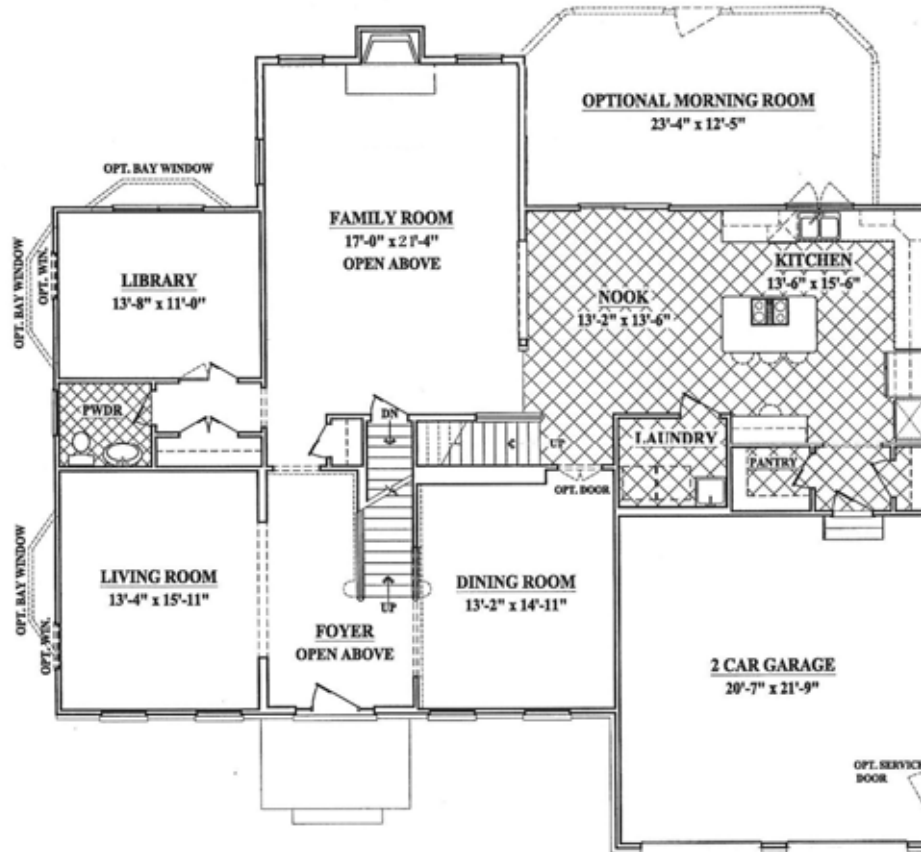 OPTIONAL MORNING ROOM
23'-4" x 12'-5"
OPT. BAY WINDOW
FAMILY ROOM
17'-0" x 21'-4"
OPEN ABOVE
OPT. BAY WINDOW
OPT. WIN.
LIBRARY
13'-8" x 11'-0"
KITCHEN
13'-6" x 15'-6"
NOOK
13'-2" x 13'-6"
PWDR
DN
UP
LAUNDRY
PANTRY
OPT. DOOR
OPT. BAY WINDOW
OPT. WIN.
LIVING ROOM
13'-4" x 15'-11"
UP
DINING ROOM
13'-2" x 14'-11"
FOYER
OPEN ABOVE
2 CAR GARAGE
20'-7" x 21'-9"
OPT. SERVICE
DOOR